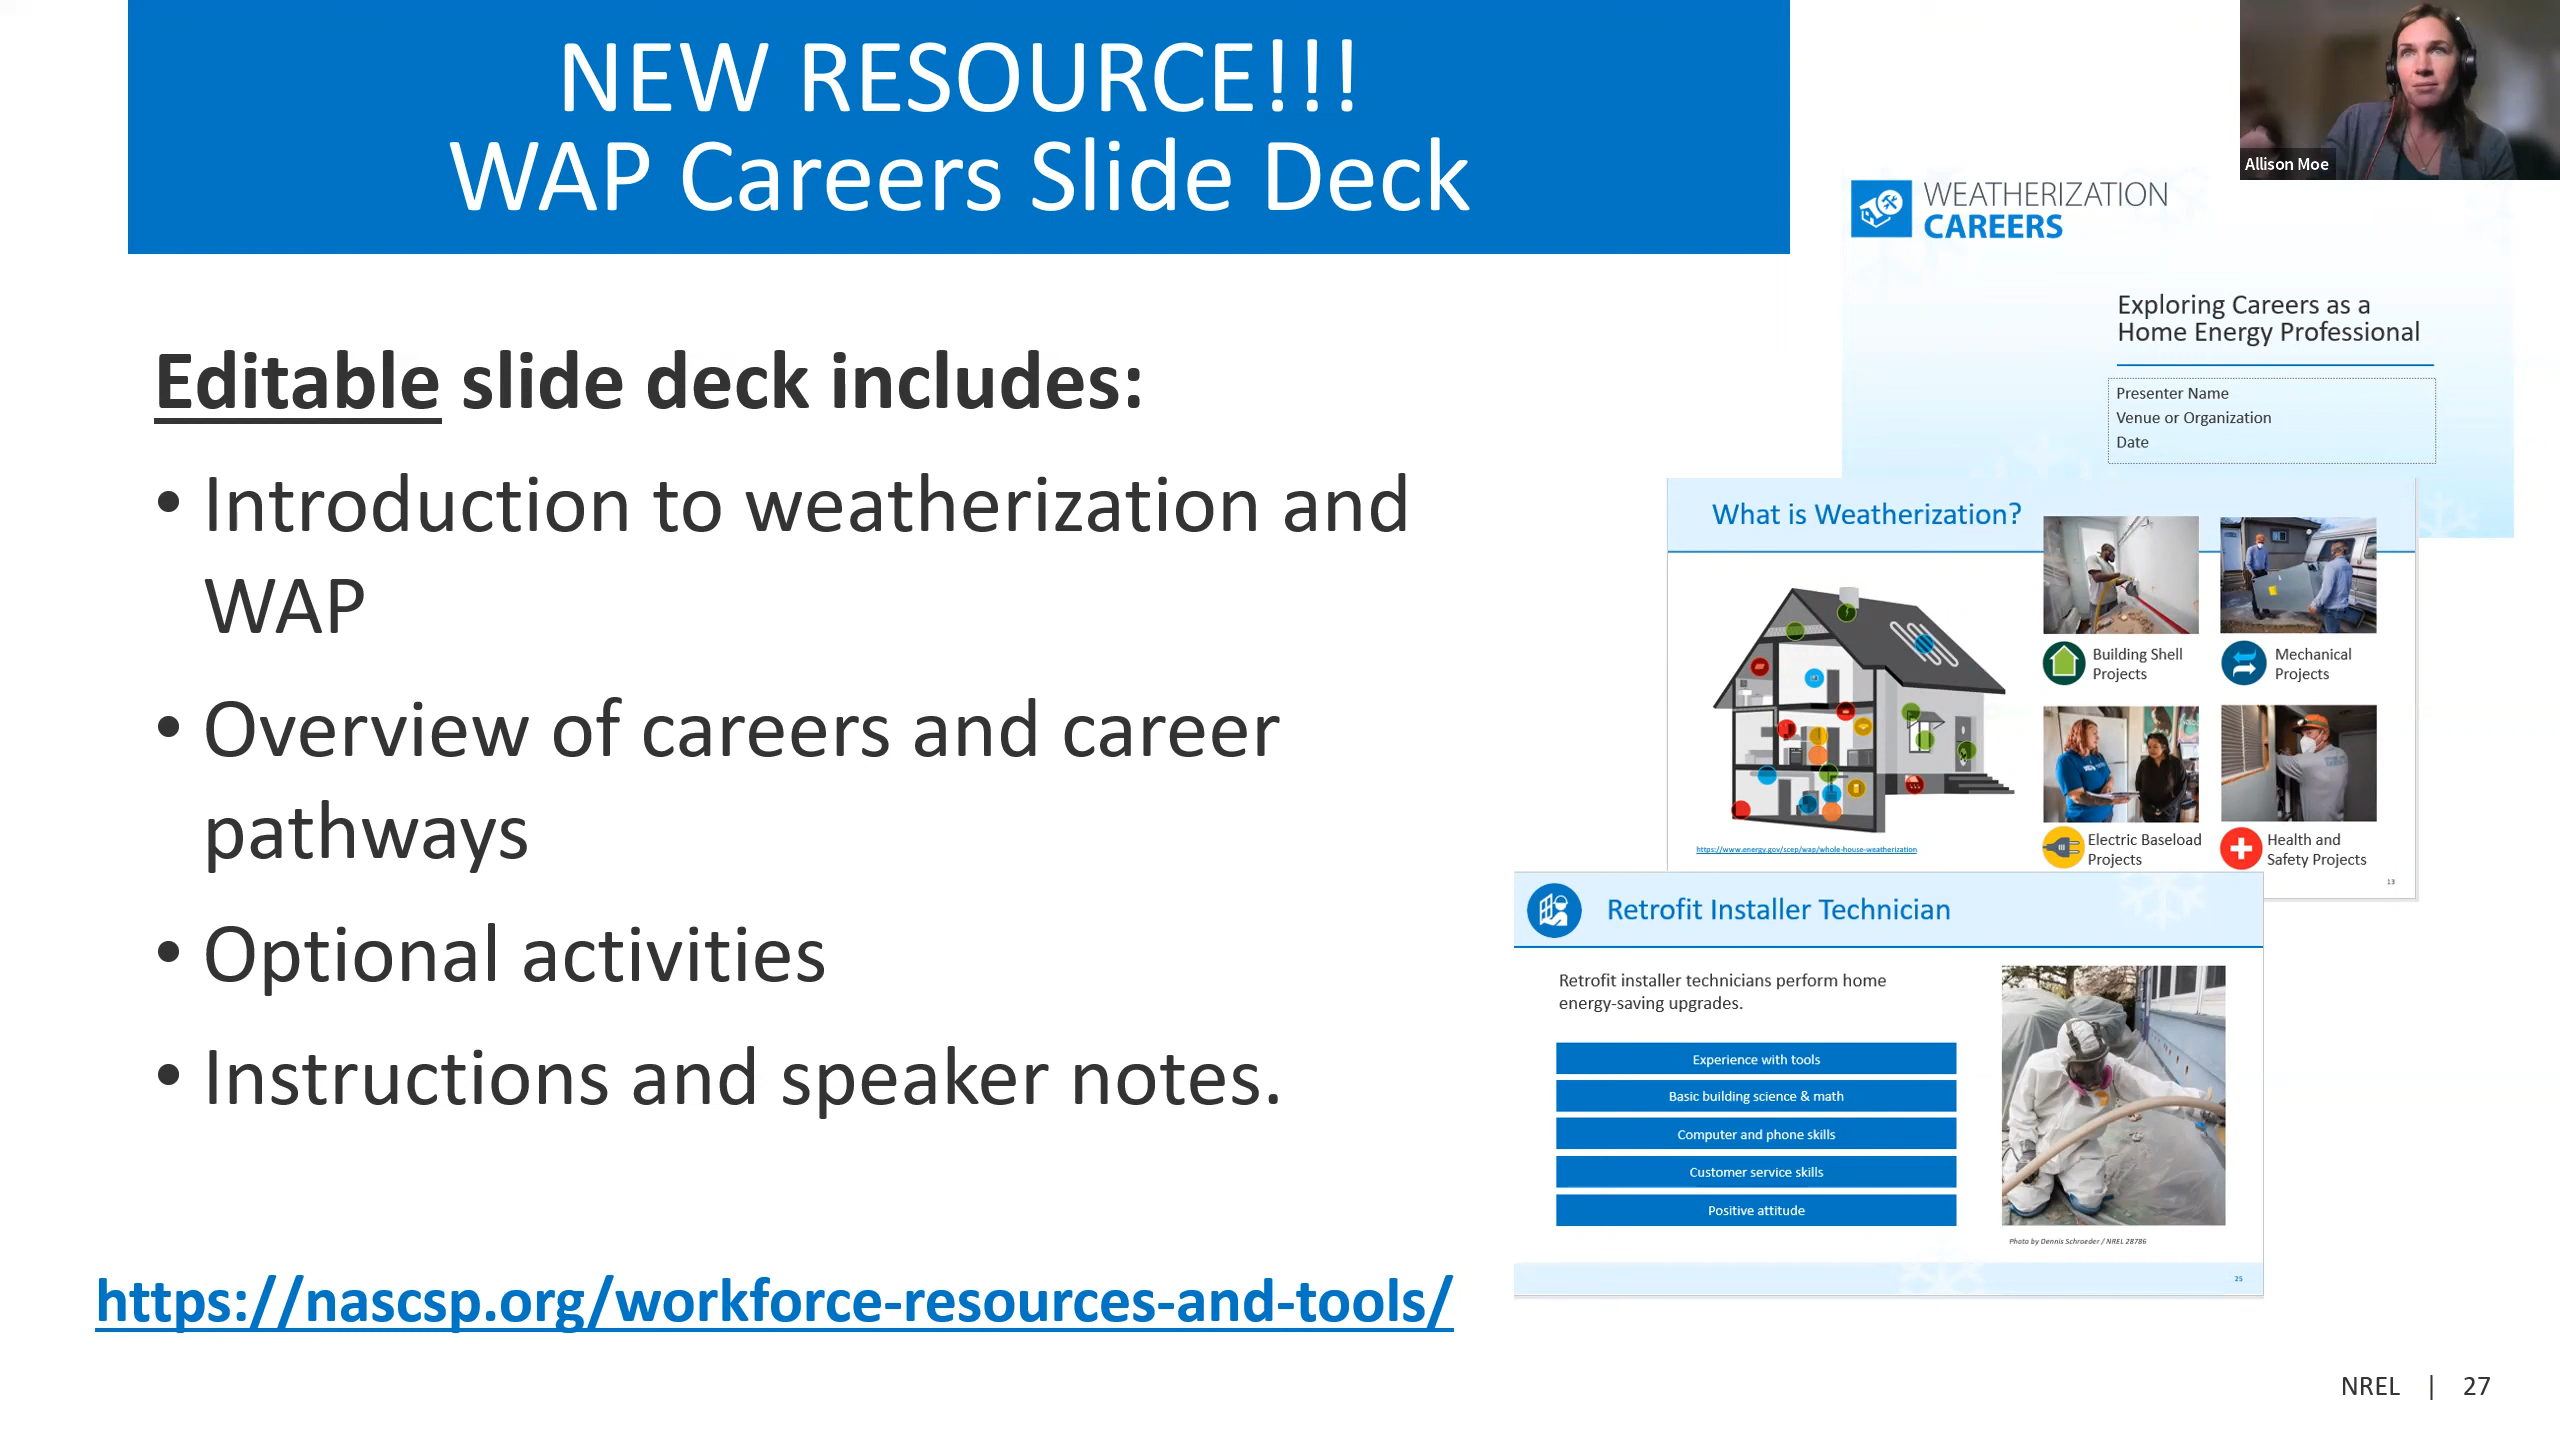 NEW RESOURCE!!!
WAP Careers Slide Deck
Allison Moe
Editable slide deck includes:
• Introduction to weatherization and
WAP
• Overview of careers and career
pathways
• Optional activities
• Instructions and speaker notes.
https://nascsp.org/workforce-resources-and-tools/
WEATHERIZATION
CAREERS
Exploring Careers as a
Home Energy Professional
Presenter Name
Venue or Organization
Date
What is Weatherization?
Building Shell
Projects
Mechanical
Projects
Electric Baseload
Projects
Health and
Safety Projects
https://www.energy.gov/scep/wap/whole-house-weatherization
13
Retrofit Installer Technician
Retrofit installer technicians perform home
energy-saving upgrades.
Experience with tools
Basic building science & math
Computer and phone skills
Customer service skills
Positive attitude
Photo by Dennis Schroeder / NREL 28786
25
NREL | 27